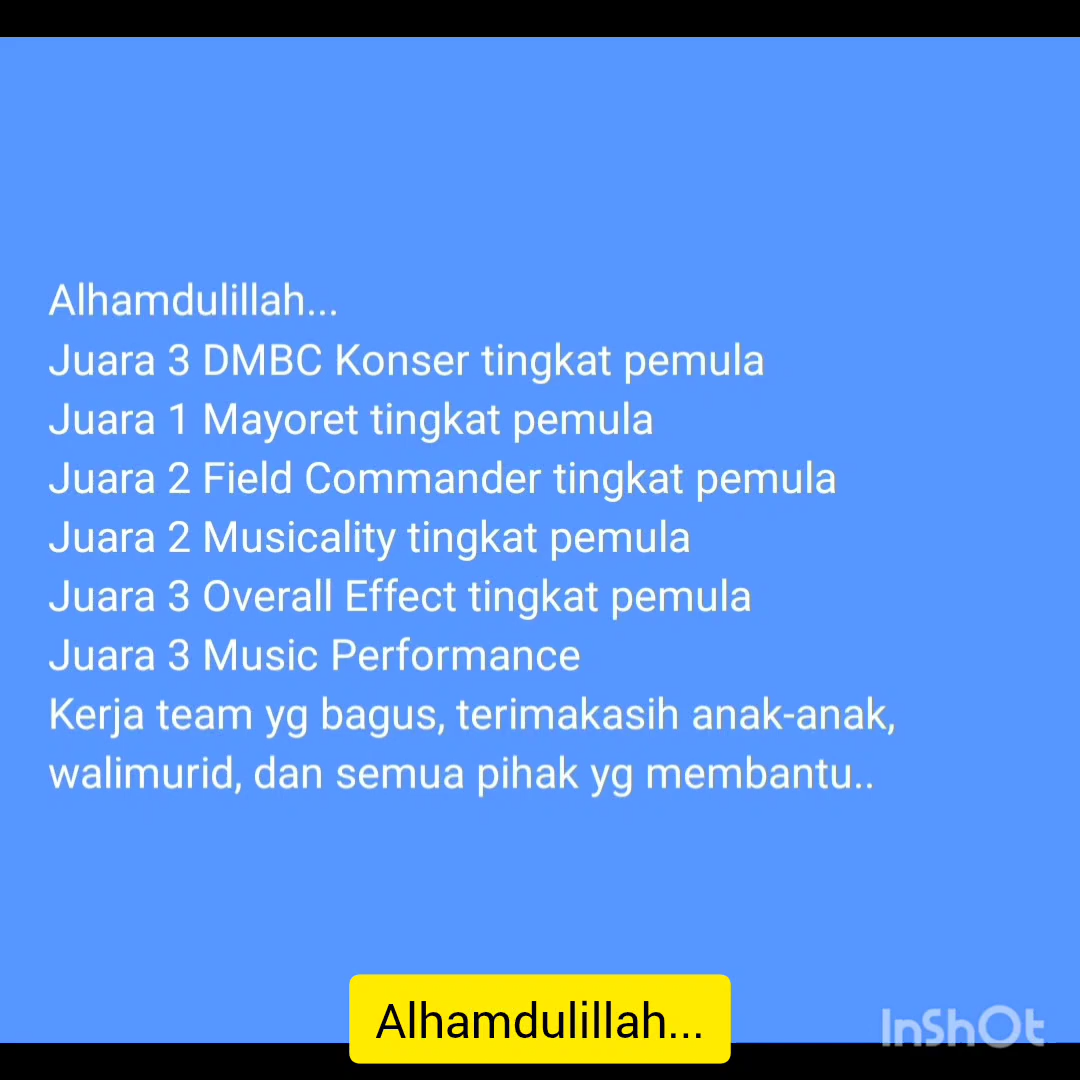 Alhamdulillah...
Juara 3 DMBC Konser tingkat pemula
Juara 1 Mayoret tingkat pemula
Juara 2 Field Commander tingkat pemula
Juara 2 Musicality tingkat pemula
Juara 3 Overall Effect tingkat pemula
Juara 3 Music Performance
Kerja team yg bagus, terimakasih anak-anak,
walimurid, dan semua pihak yg membantu..
Alhamdulillah...
InShOt